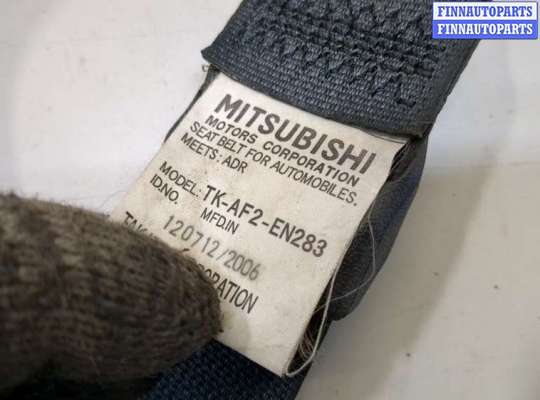 FINNAUTOPARTS
FINNAUTOPARTS
MITSUBISHI
MOTORS CORPORATION
SEAT BELT FOR AUTOMOBILES.
MEETS: ADR
MODEL: TK-AF2-EN283
ID.NO. MFD.IN
120712/2006